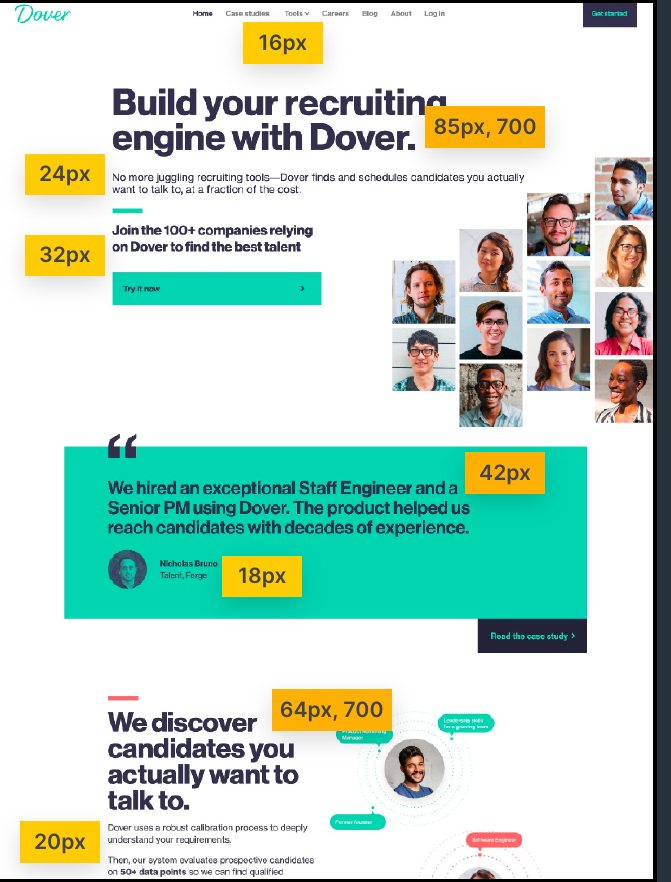 Dover
Home Case studies Tools Careers Blog About Log in Get started
16px
Build your recruiting
engine with Dover.
85px, 700
24px
No more juggling recruiting tools—Dover finds and schedules candidates you actually
want to talk to, at a fraction of the cost.
32px
Join the 100+ companies relying
on Dover to find the best talent
Try it now
“
42px
We hired an exceptional Staff Engineer and a
Senior PM using Dover. The product helped us
reach candidates with decades of experience.
Nicholas Bruno
Talent, Forge
18px
Read the case study
64px, 700
We discover
candidates you
actually want to
talk to.
Leadership skills
for a growing team
Manager
Former founder
Software Engineer
20px
Dover uses a robust calibration process to deeply
understand your requirements.
Then, our system evaluates prospective candidates
on 50+ data points so we can find qualified